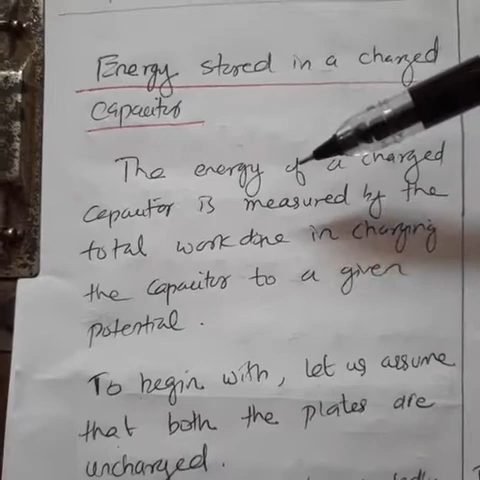 Energy stored in a charged
capacitor
The energy of a charged
capacitor is measured by the
total work done in charging
the capacitor to a given
potential.
To begin with, let us assume
that both the plates are
uncharged.